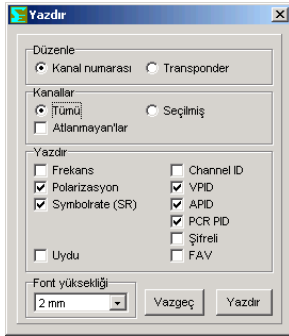 Yazdır
Düzenle
Kanal numarası Transponder
Kanallar
Tümü Seçilmiş
Atlanmayan'lar
Yazdır
Frekans Channel ID
Polarizasyon VPID
Symbolrate (SR) APID
PCR PID
Şifreli
Uydu FAV
Font yüksekliği
2 mm Vazgeç Yazdır